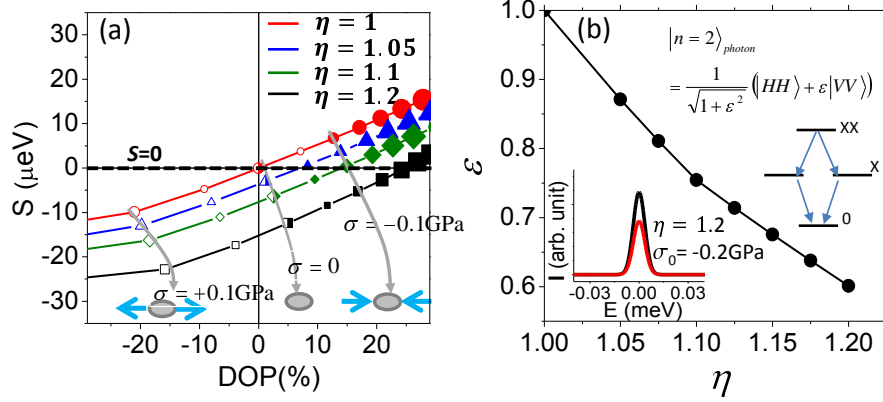 (a)
η = 1
η = 1.05
η = 1.1
η = 1.2
S=0
σ = −0.1GPa
σ = 0
σ = +0.1GPa
20
10
0
-10
-20
-30
S (μeV)
-20 -10 0 10 20
DOP(%)
(b)
|n = 2⟩photon
= 1/√(1+ε²) (|HH⟩ + ε|VV⟩)
XX
X
0
η = 1.2
σ0= -0.2GPa
I (arb. unit)
-0.03 0.00 0.03
E (meV)
1.0
0.9
0.8
0.7
0.6
ε
1.00 1.05 1.10 1.15 1.20
η